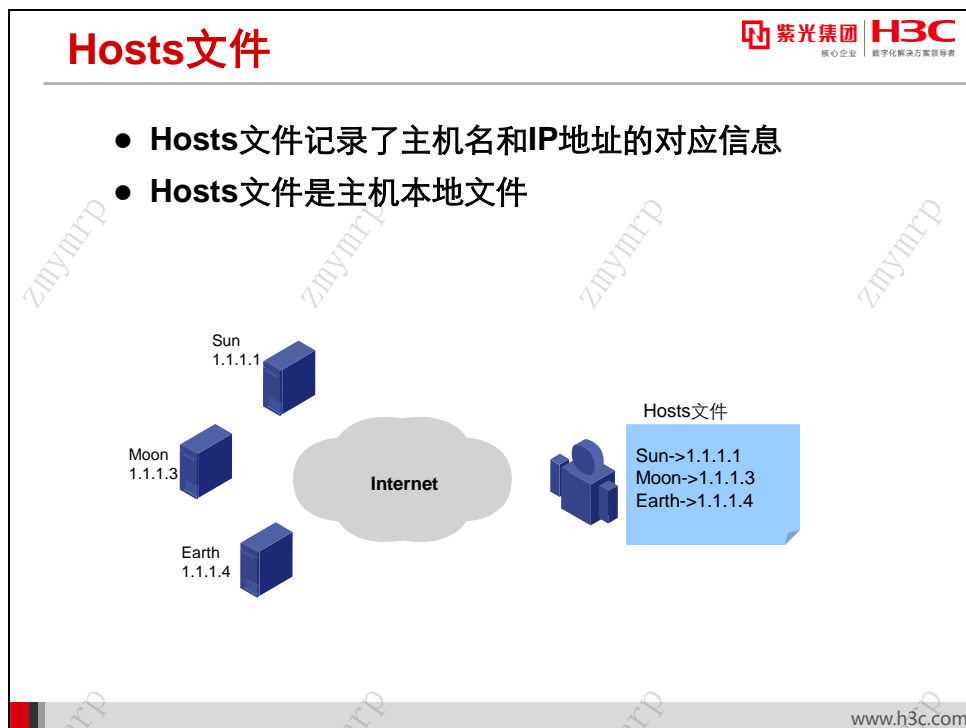 Hosts文件
紫光集团
核心企业
H3C
数字化解决方案领导者
● Hosts文件记录了主机名和IP地址的对应信息
● Hosts文件是主机本地文件
zmymrp
zmymrp
zmymrp
zmymrp
Sun
1.1.1.1
Moon
1.1.1.3
Earth
1.1.1.4
Internet
Hosts文件
Sun->1.1.1.1
Moon->1.1.1.3
Earth->1.1.1.4
zmymrp
zmymrp
zmymrp
zmymrp
www.h3c.com